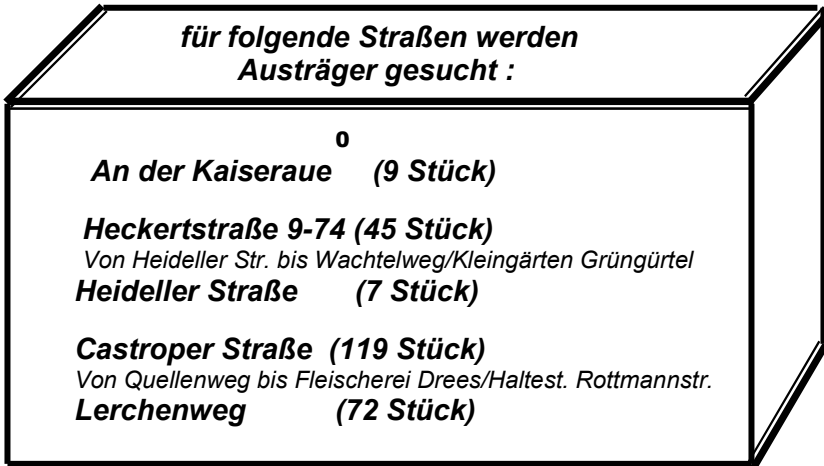 für folgende Straßen werden
Austräger gesucht :
0
An der Kaiseraue (9 Stück)
Heckertstraße 9-74 (45 Stück)
Von Heideller Str. bis Wachtelweg/Kleingärten Grüngürtel
Heideller Straße (7 Stück)
Castroper Straße (119 Stück)
Von Quellenweg bis Fleischerei Drees/Haltest. Rottmannstr.
Lerchenweg (72 Stück)